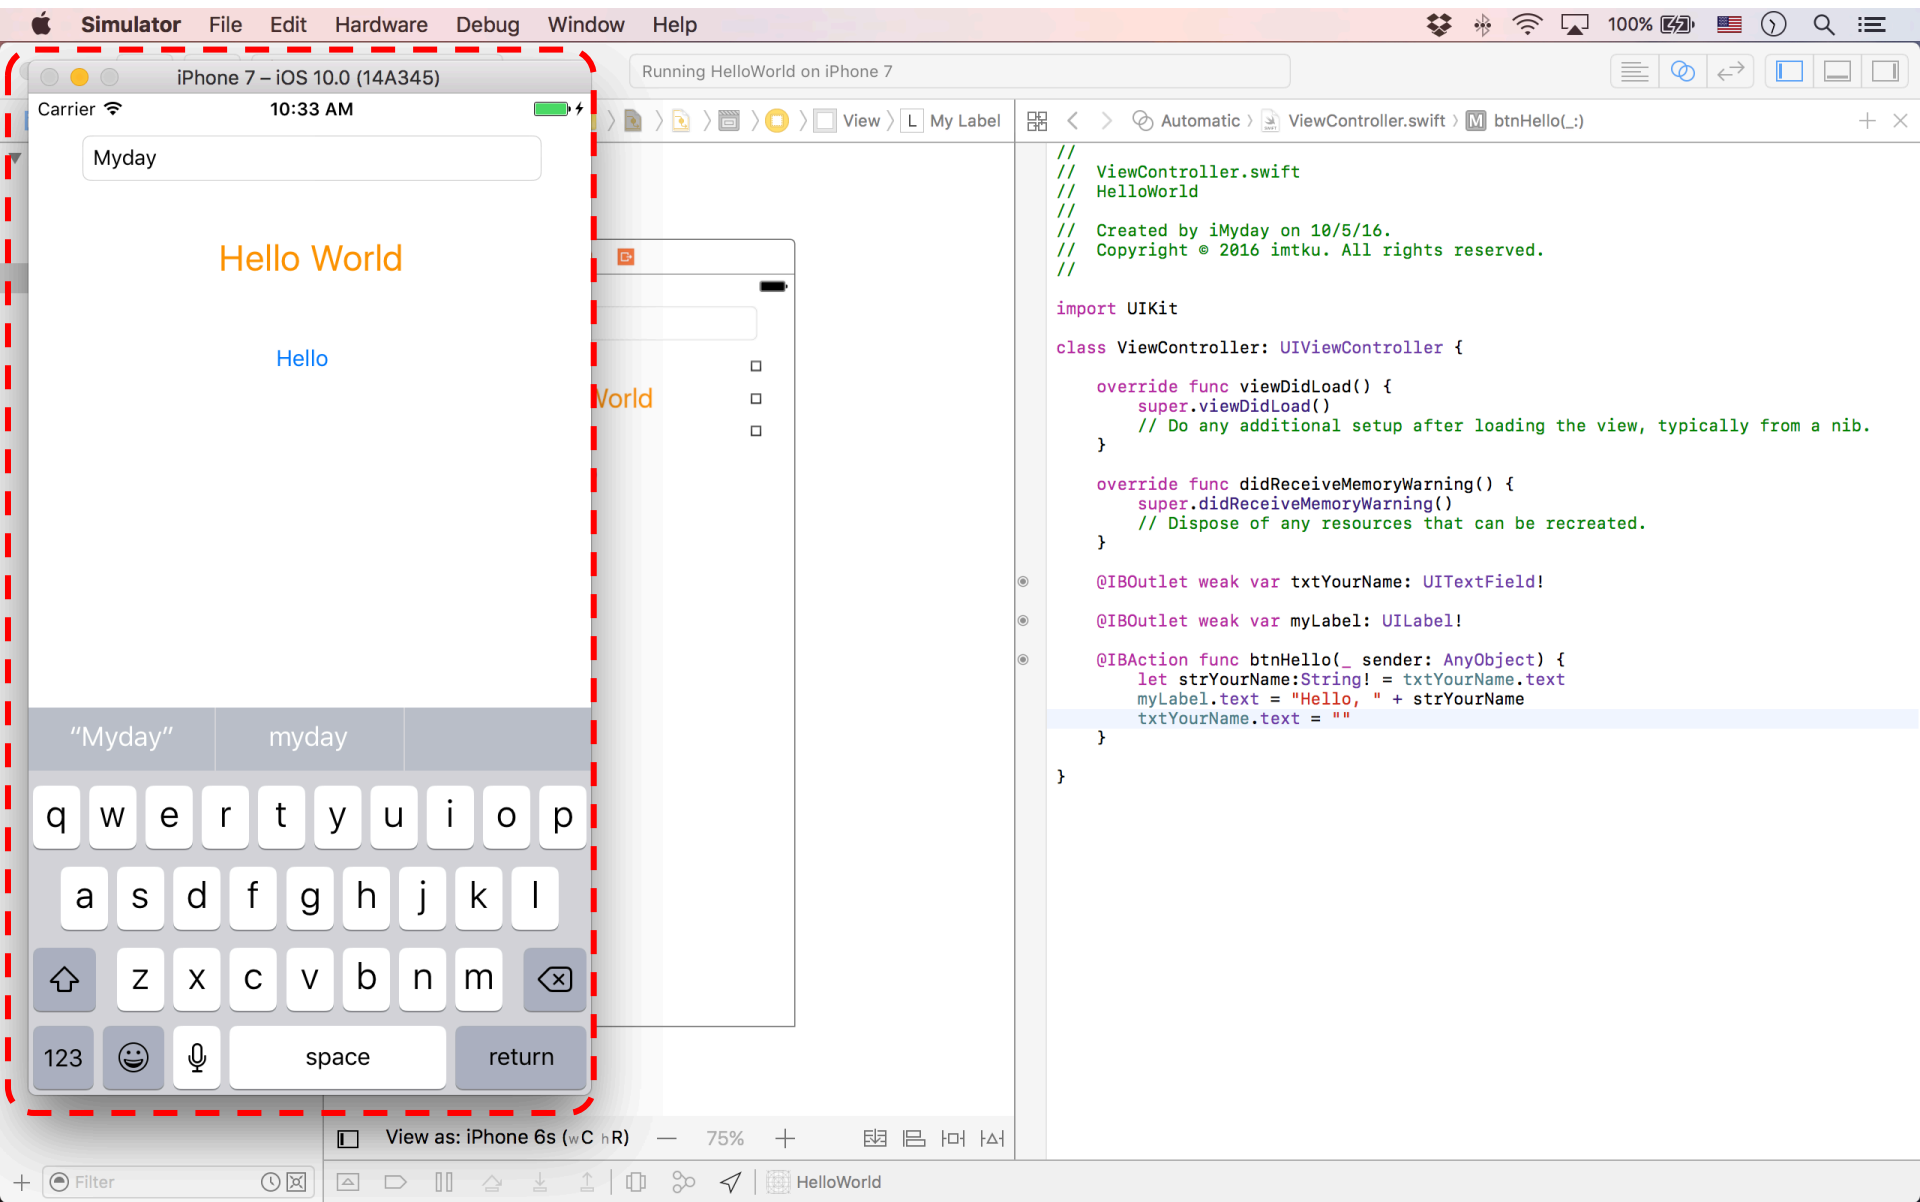 Simulator File Edit Hardware Debug Window Help 100%
iPhone 7 – iOS 10.0 (14A345)
Running HelloWorld on iPhone 7
Carrier 10:33 AM
View L My Label
Automatic ViewController.swift M btnHello(_:)
Myday
Hello World
Hello
World
//
// ViewController.swift
// HelloWorld
//
// Created by iMyday on 10/5/16.
// Copyright © 2016 imtku. All rights reserved.
//
import UIKit
class ViewController: UIViewController {
override func viewDidLoad() {
super.viewDidLoad()
// Do any additional setup after loading the view, typically from a nib.
}
override func didReceiveMemoryWarning() {
super.didReceiveMemoryWarning()
// Dispose of any resources that can be recreated.
}
@IBOutlet weak var txtYourName: UITextField!
@IBOutlet weak var myLabel: UILabel!
@IBAction func btnHello(_ sender: AnyObject) {
let strYourName:String! = txtYourName.text
myLabel.text = "Hello, " + strYourName
txtYourName.text = ""
}
}
“Myday” myday
q w e r t y u i o p
a s d f g h j k l
z x c v b n m
123 space return
View as: iPhone 6s (wC hR) — 75% +
Filter
HelloWorld